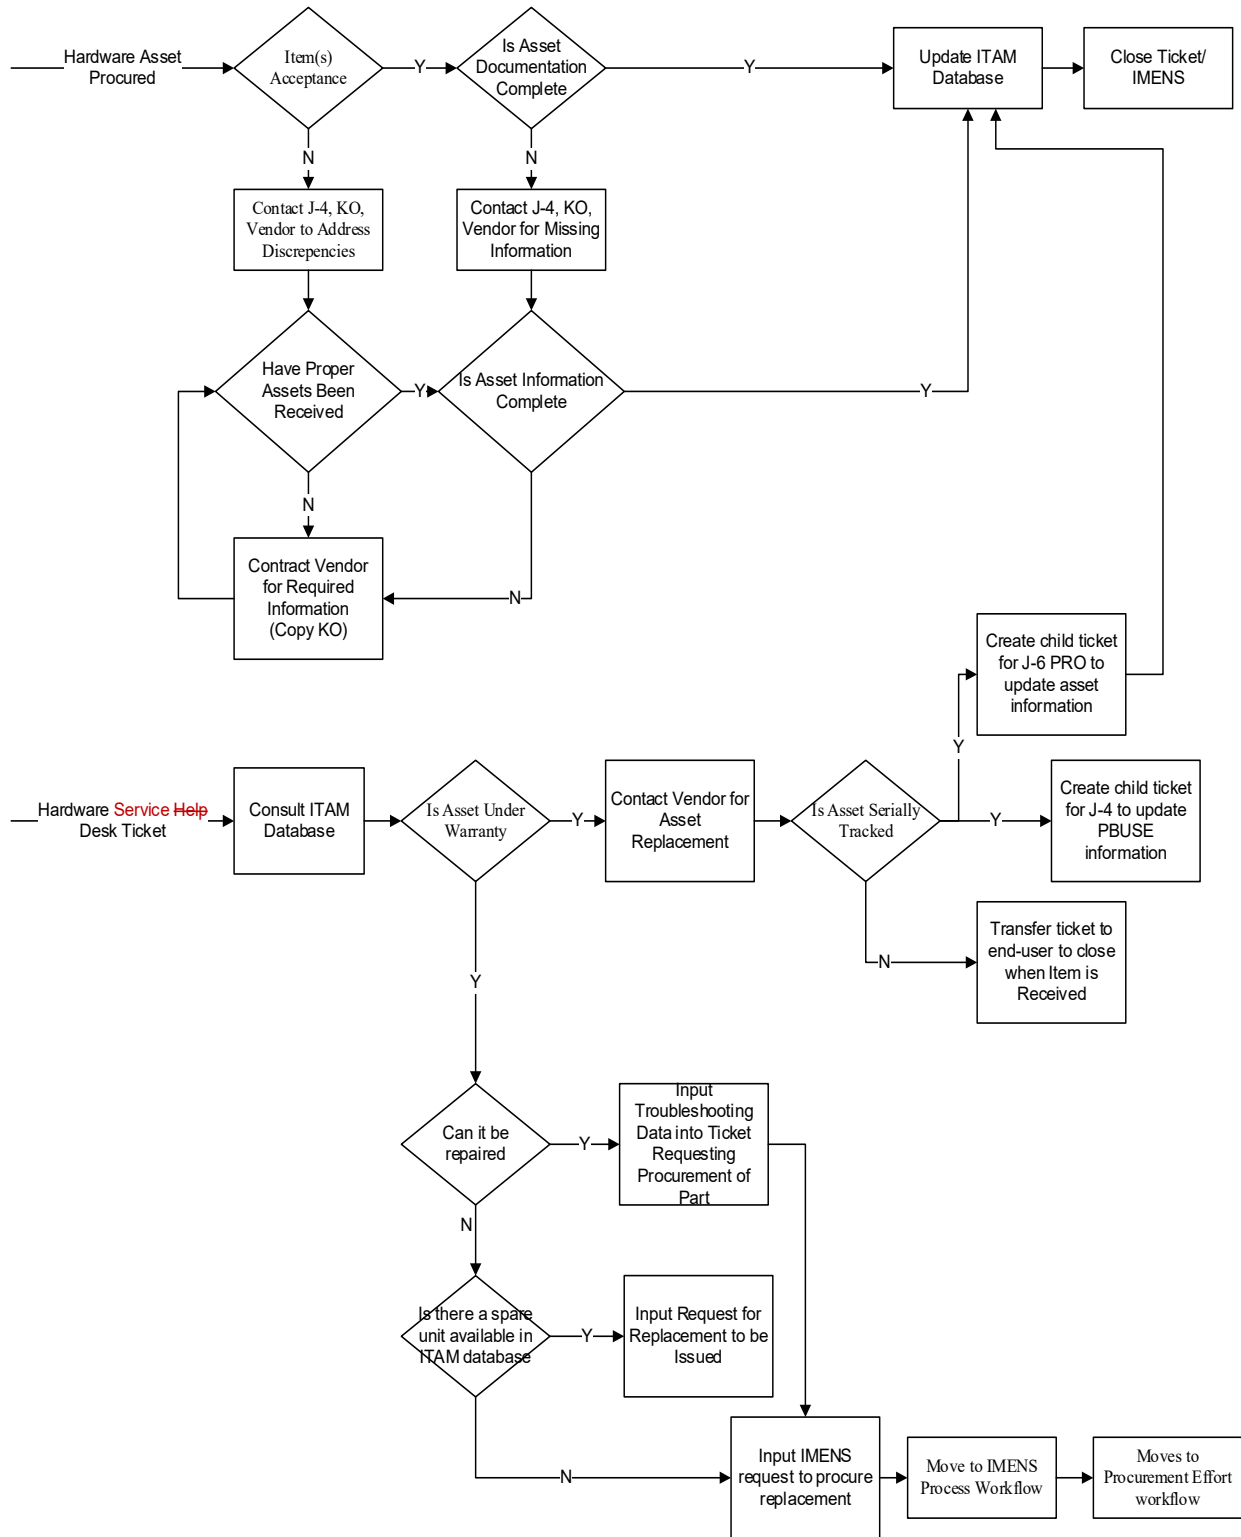 Hardware Asset
Procured
Item(s)
Acceptance
Y
Is Asset
Documentation
Complete
Y
Update ITAM
Database
Close Ticket/
IMENS
N
N
Contact J-4, KO,
Vendor to Address
Discrepencies
Contact J-4, KO,
Vendor for Missing
Information
Have Proper
Assets Been
Received
Y
Is Asset Information
Complete
Y
N
Contract Vendor
for Required
Information
(Copy KO)
N
Create child ticket
for J-6 PRO to
update asset
information
Y
Hardware Service Help
Desk Ticket
Consult ITAM
Database
Is Asset Under
Warranty
Y
Contact Vendor for
Asset
Replacement
Is Asset Serially
Tracked
Y
Create child ticket
for J-4 to update
PBUSE
information
N
Transfer ticket to
end-user to close
when Item is
Received
Y
Can it be
repaired
Y
Input
Troubleshooting
Data into Ticket
Requesting
Procurement of
Part
N
Is there a spare
unit available in
ITAM database
Y
Input Request for
Replacement to be
Issued
N
Input IMENS
request to procure
replacement
Move to IMENS
Process Workflow
Moves to
Procurement Effort
workflow